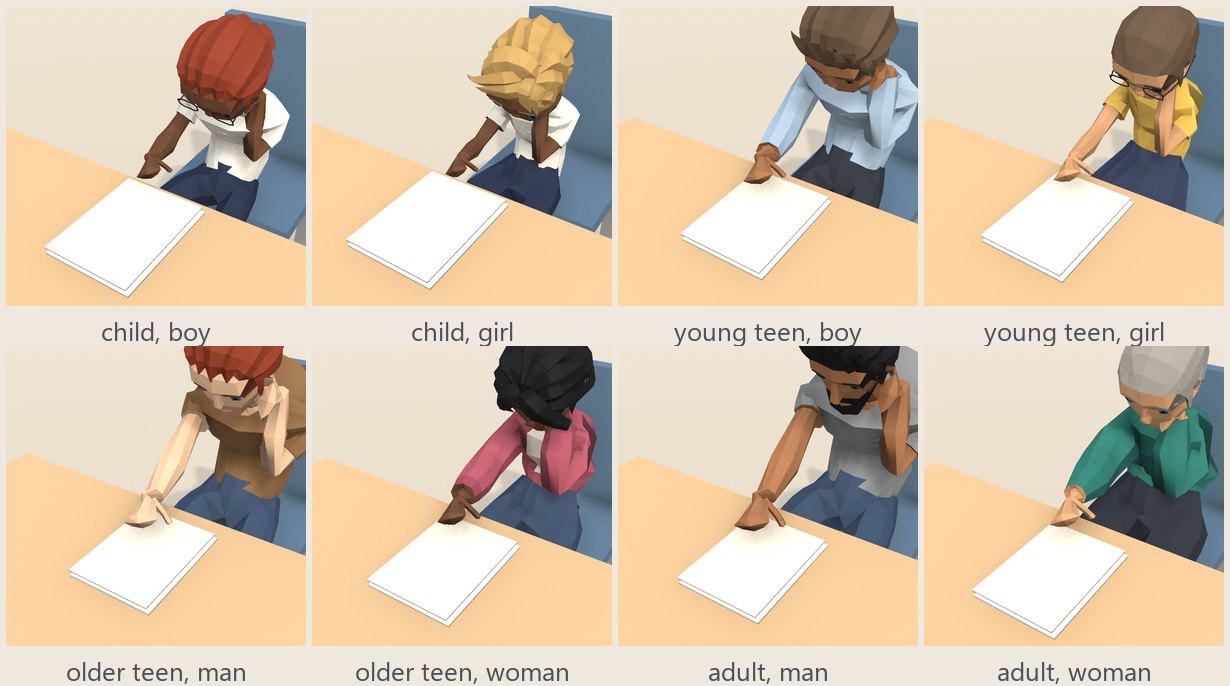 child, boy
child, girl
young teen, boy
young teen, girl
older teen, man
older teen, woman
adult, man
adult, woman